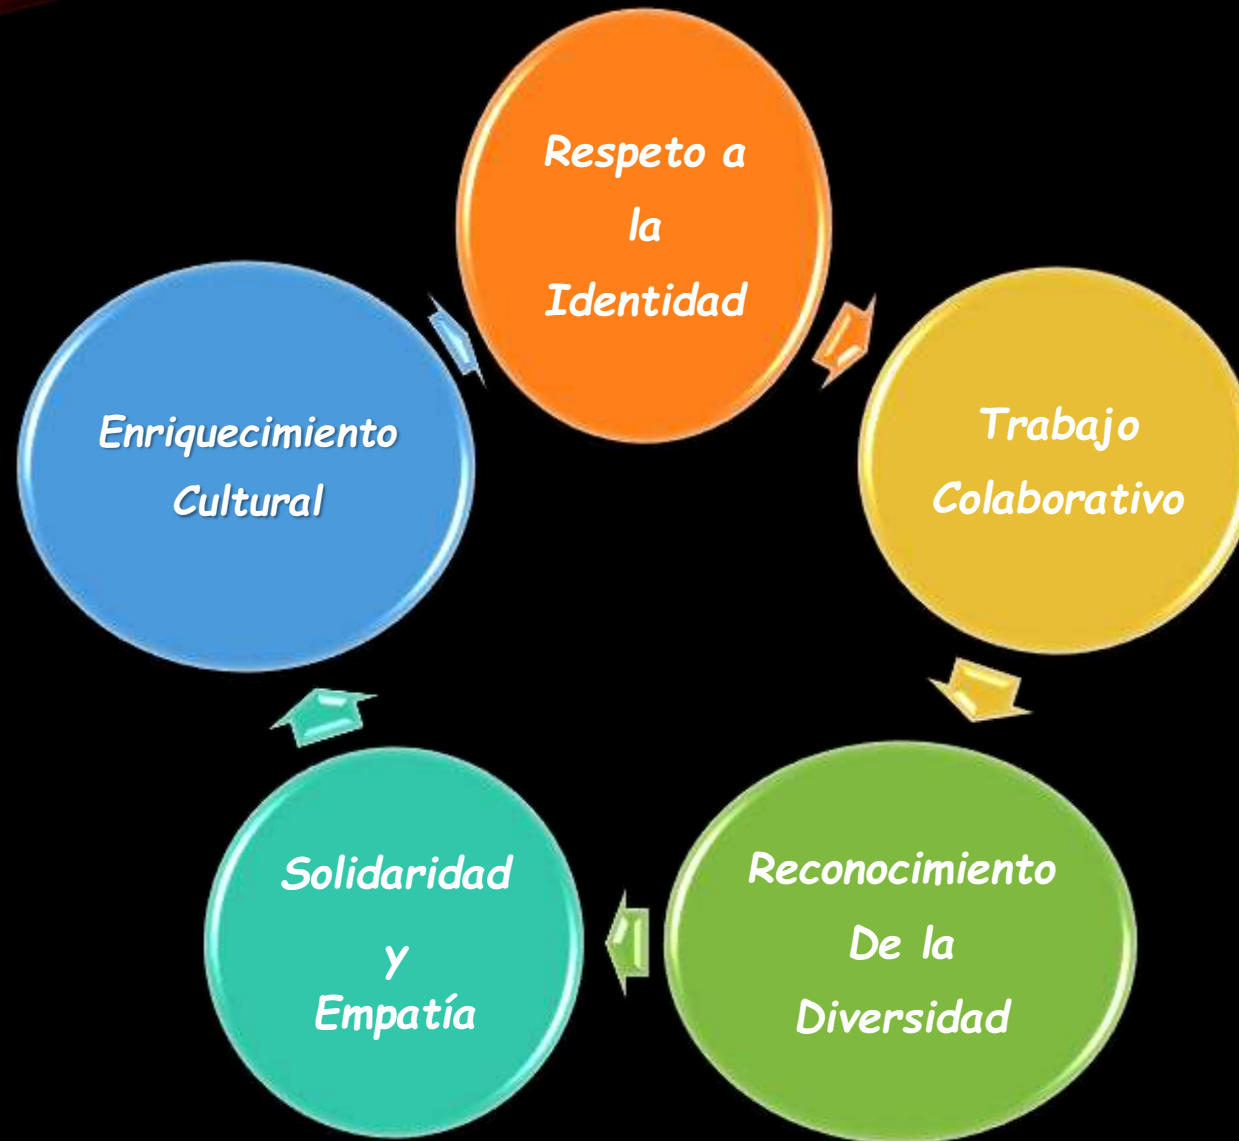 Respeto a
la
Identidad
Trabajo
Colaborativo
Reconocimiento
De la
Diversidad
Solidaridad
y
Empatía
Enriquecimiento
Cultural